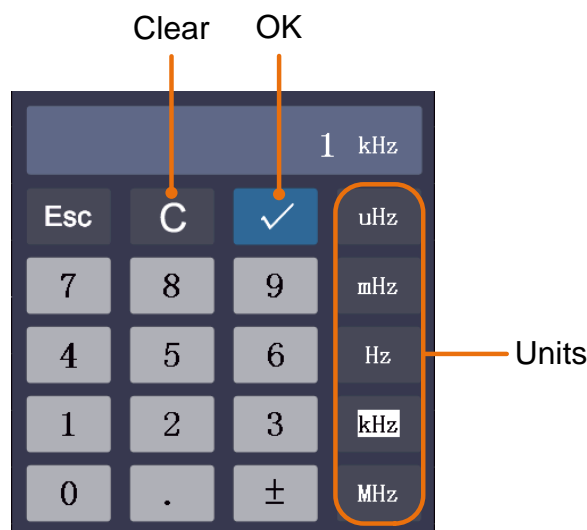 Clear OK
1 kHz
Esc C ✓ uHz
7 8 9 mHz
4 5 6 Hz
Units
1 2 3 kHz
0 . ± MHz